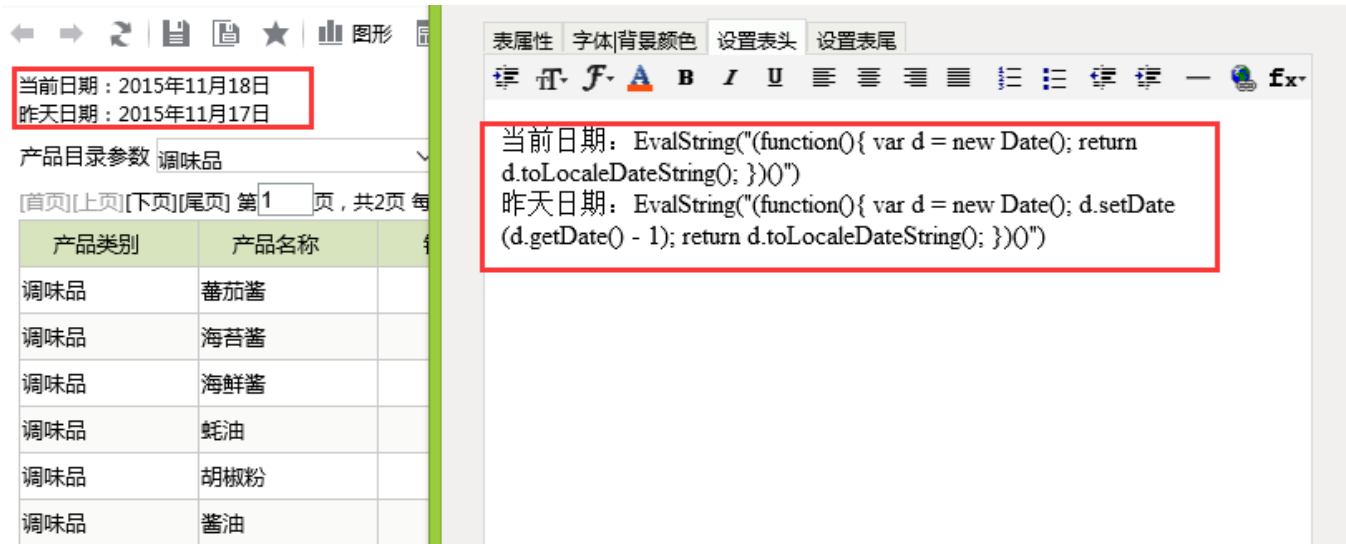 图形
当前日期：2015年11月18日
昨天日期：2015年11月17日
产品目录参数 调味品
[首页][上页][下页][尾页] 第1 页，共2页 每
产品类别 产品名称
调味品 蕃茄酱
调味品 海苔酱
调味品 海鲜酱
调味品 蚝油
调味品 胡椒粉
调味品 酱油
表属性 字体|背景颜色 设置表头 设置表尾
B I U fx
当前日期：EvalString("(function(){ var d = new Date(); return
d.toLocaleDateString(); })()")
昨天日期：EvalString("(function(){ var d = new Date(); d.setDate
(d.getDate() - 1); return d.toLocaleDateString(); })()")